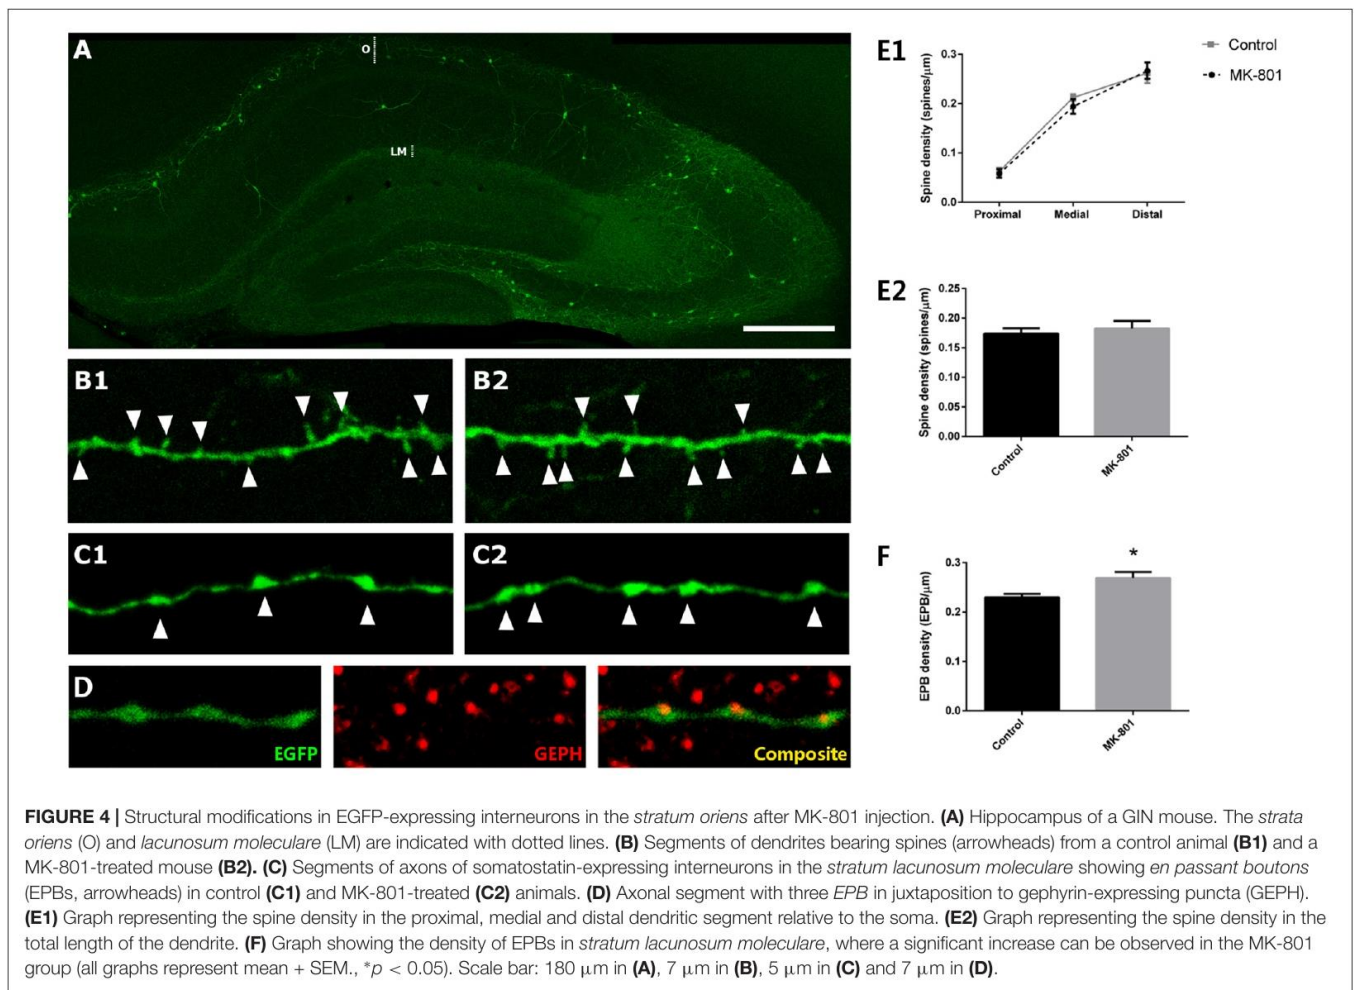 A
O
LM
B1
B2
C1
C2
D
EGFP
GEPH
Composite
E1
Control
MK-801
Spine density (spines/μm)
0.3
0.2
0.1
0.0
Proximal Medial Distal
E2
Spine density (spines/μm)
0.25
0.20
0.15
0.10
0.05
0.00
Control
MK-801
F
EPB density (EPB/μm)
0.3
0.2
0.1
0.0
*
Control
MK-801
FIGURE 4 | Structural modifications in EGFP-expressing interneurons in the stratum oriens after MK-801 injection. (A) Hippocampus of a GIN mouse. The strata
oriens (O) and lacunosum moleculare (LM) are indicated with dotted lines. (B) Segments of dendrites bearing spines (arrowheads) from a control animal (B1) and a
MK-801-treated mouse (B2). (C) Segments of axons of somatostatin-expressing interneurons in the stratum lacunosum moleculare showing en passant boutons
(EPBs, arrowheads) in control (C1) and MK-801-treated (C2) animals. (D) Axonal segment with three EPB in juxtaposition to gephyrin-expressing puncta (GEPH).
(E1) Graph representing the spine density in the proximal, medial and distal dendritic segment relative to the soma. (E2) Graph representing the spine density in the
total length of the dendrite. (F) Graph showing the density of EPBs in stratum lacunosum moleculare, where a significant increase can be observed in the MK-801
group (all graphs represent mean + SEM., *p < 0.05). Scale bar: 180 μm in (A), 7 μm in (B), 5 μm in (C) and 7 μm in (D).